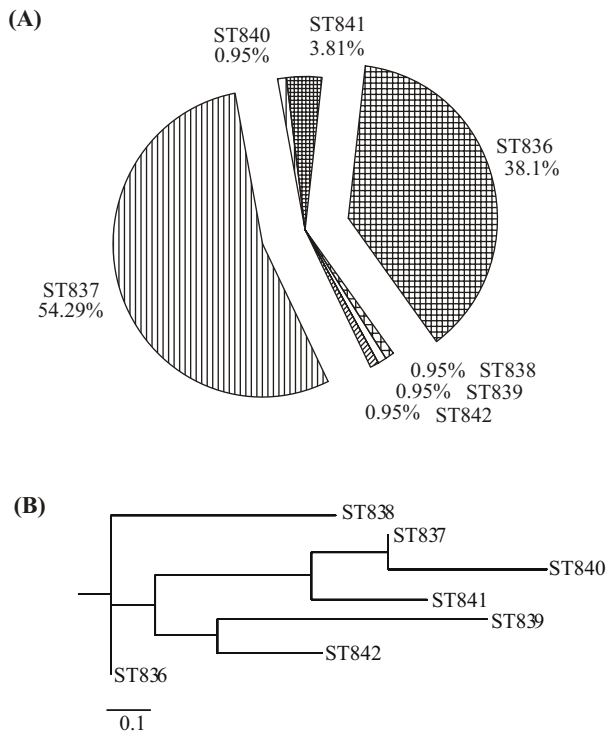 (A)
ST840
0.95%
ST841
3.81%
ST836
38.1%
ST837
54.29%
0.95% ST838
0.95% ST839
0.95% ST842
(B)
ST838
ST837
ST840
ST841
ST839
ST842
ST836
0.1